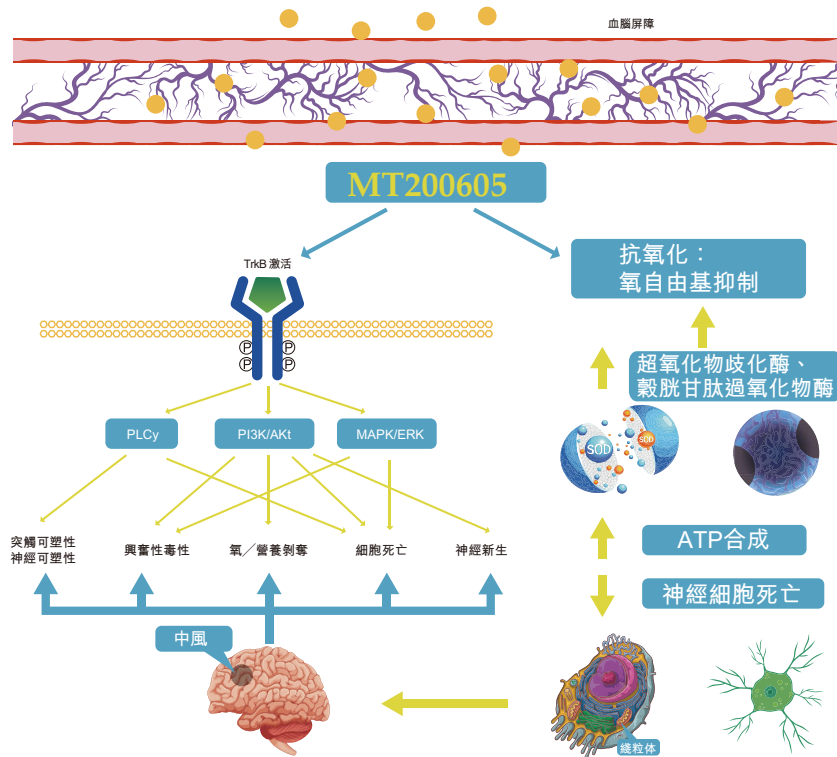 血腦屏障
MT200605
TrkB 激活
抗氧化：
氧自由基抑制
P
P
P
P
超氧化物歧化酶、
穀胱甘肽過氧化物酶
PLCy
PI3K/AKt
MAPK/ERK
SOD
SOD
突觸可塑性
神經可塑性
興奮性毒性
氧／營養剝奪
細胞死亡
神經新生
ATP合成
神經細胞死亡
中風
綫粒体